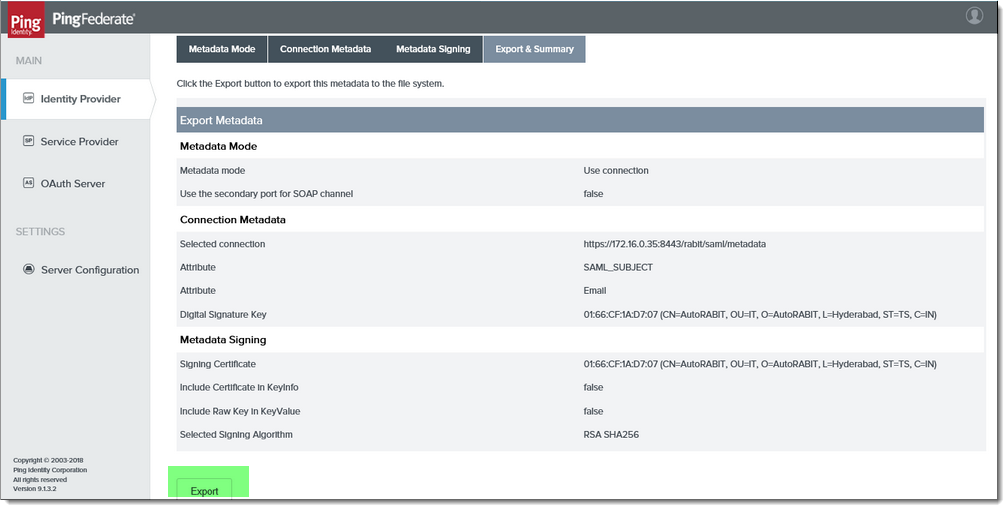 Ping
Identity.
PingFederate®
MAIN
Identity Provider
Service Provider
OAuth Server
SETTINGS
Server Configuration
Copyright © 2003-2018
Ping Identity Corporation
All rights reserved
Version 9.1.3.2
Metadata Mode Connection Metadata Metadata Signing Export & Summary
Click the Export button to export this metadata to the file system.
Export Metadata
Metadata Mode
Metadata mode Use connection
Use the secondary port for SOAP channel false
Connection Metadata
Selected connection https://172.16.0.35:8443/rabit/saml/metadata
Attribute SAML_SUBJECT
Attribute Email
Digital Signature Key 01:66:CF:1A:D7:07 (CN=AutoRABIT, OU=IT, O=AutoRABIT, L=Hyderabad, ST=TS, C=IN)
Metadata Signing
Signing Certificate 01:66:CF:1A:D7:07 (CN=AutoRABIT, OU=IT, O=AutoRABIT, L=Hyderabad, ST=TS, C=IN)
Include Certificate in KeyInfo false
Include Raw Key in KeyValue false
Selected Signing Algorithm RSA SHA256
Export